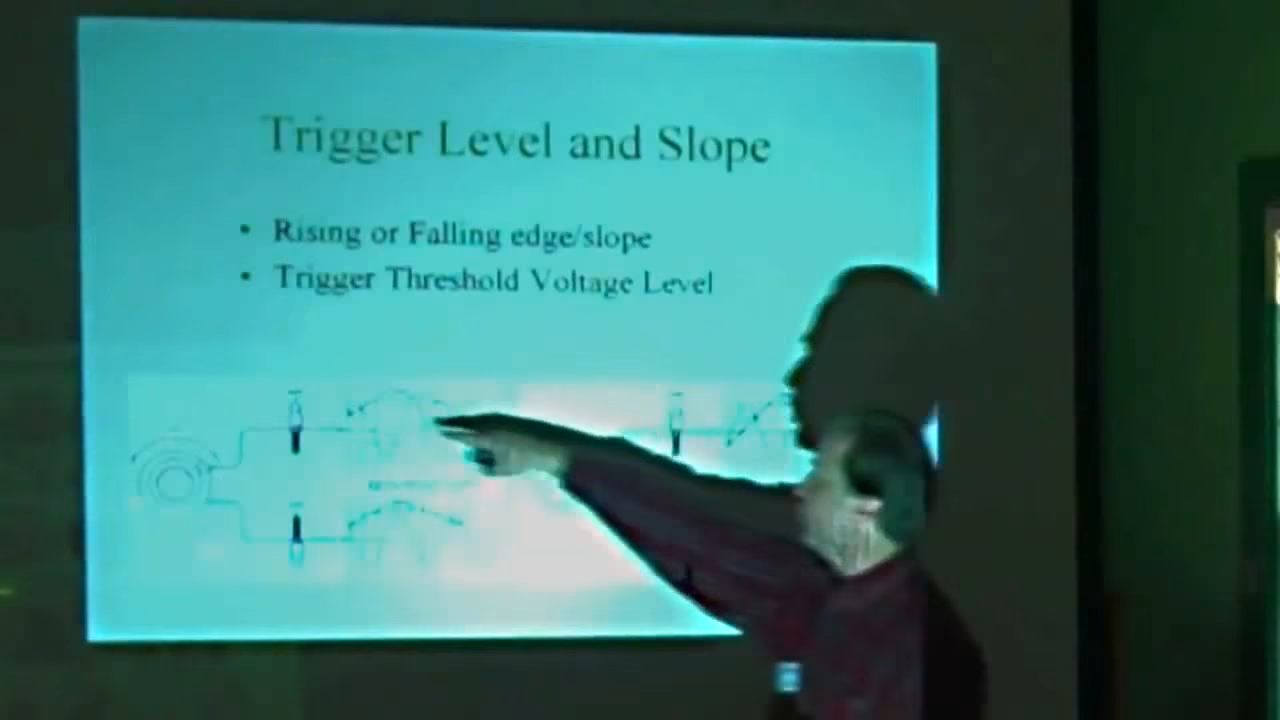 Trigger Level and Slope
• Rising or Falling edge/slope
• Trigger Threshold Voltage Level